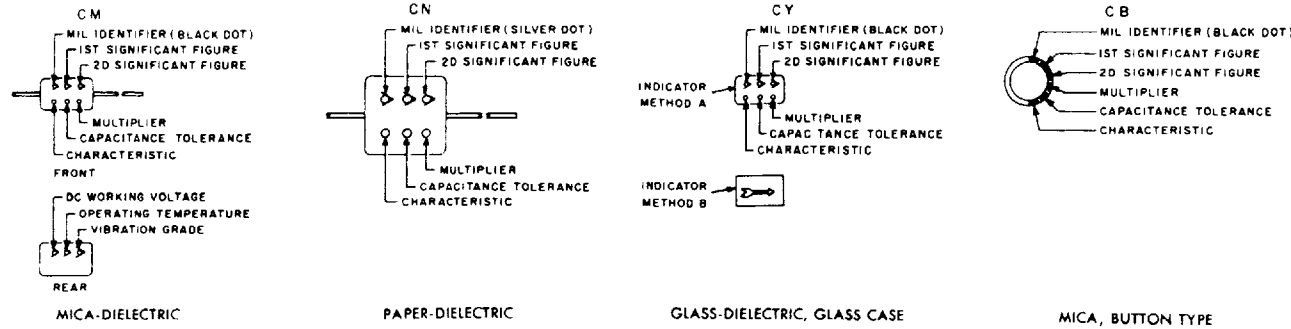 CM
MIL IDENTIFIER (BLACK DOT)
1ST SIGNIFICANT FIGURE
2D SIGNIFICANT FIGURE
MULTIPLIER
CAPACITANCE TOLERANCE
CHARACTERISTIC
FRONT
DC WORKING VOLTAGE
OPERATING TEMPERATURE
VIBRATION GRADE
REAR
MICA-DIELECTRIC
CN
MIL IDENTIFIER (SILVER DOT)
1ST SIGNIFICANT FIGURE
2D SIGNIFICANT FIGURE
MULTIPLIER
CAPACITANCE TOLERANCE
CHARACTERISTIC
PAPER-DIELECTRIC
CY
MIL IDENTIFIER (BLACK DOT)
1ST SIGNIFICANT FIGURE
2D SIGNIFICANT FIGURE
INDICATOR
METHOD A
MULTIPLIER
CAPAC TANCE TOLERANCE
CHARACTERISTIC
INDICATOR
METHOD B
GLASS-DIELECTRIC, GLASS CASE
CB
MIL IDENTIFIER (BLACK DOT)
1ST SIGNIFICANT FIGURE
2D SIGNIFICANT FIGURE
MULTIPLIER
CAPACITANCE TOLERANCE
CHARACTERISTIC
MICA, BUTTON TYPE